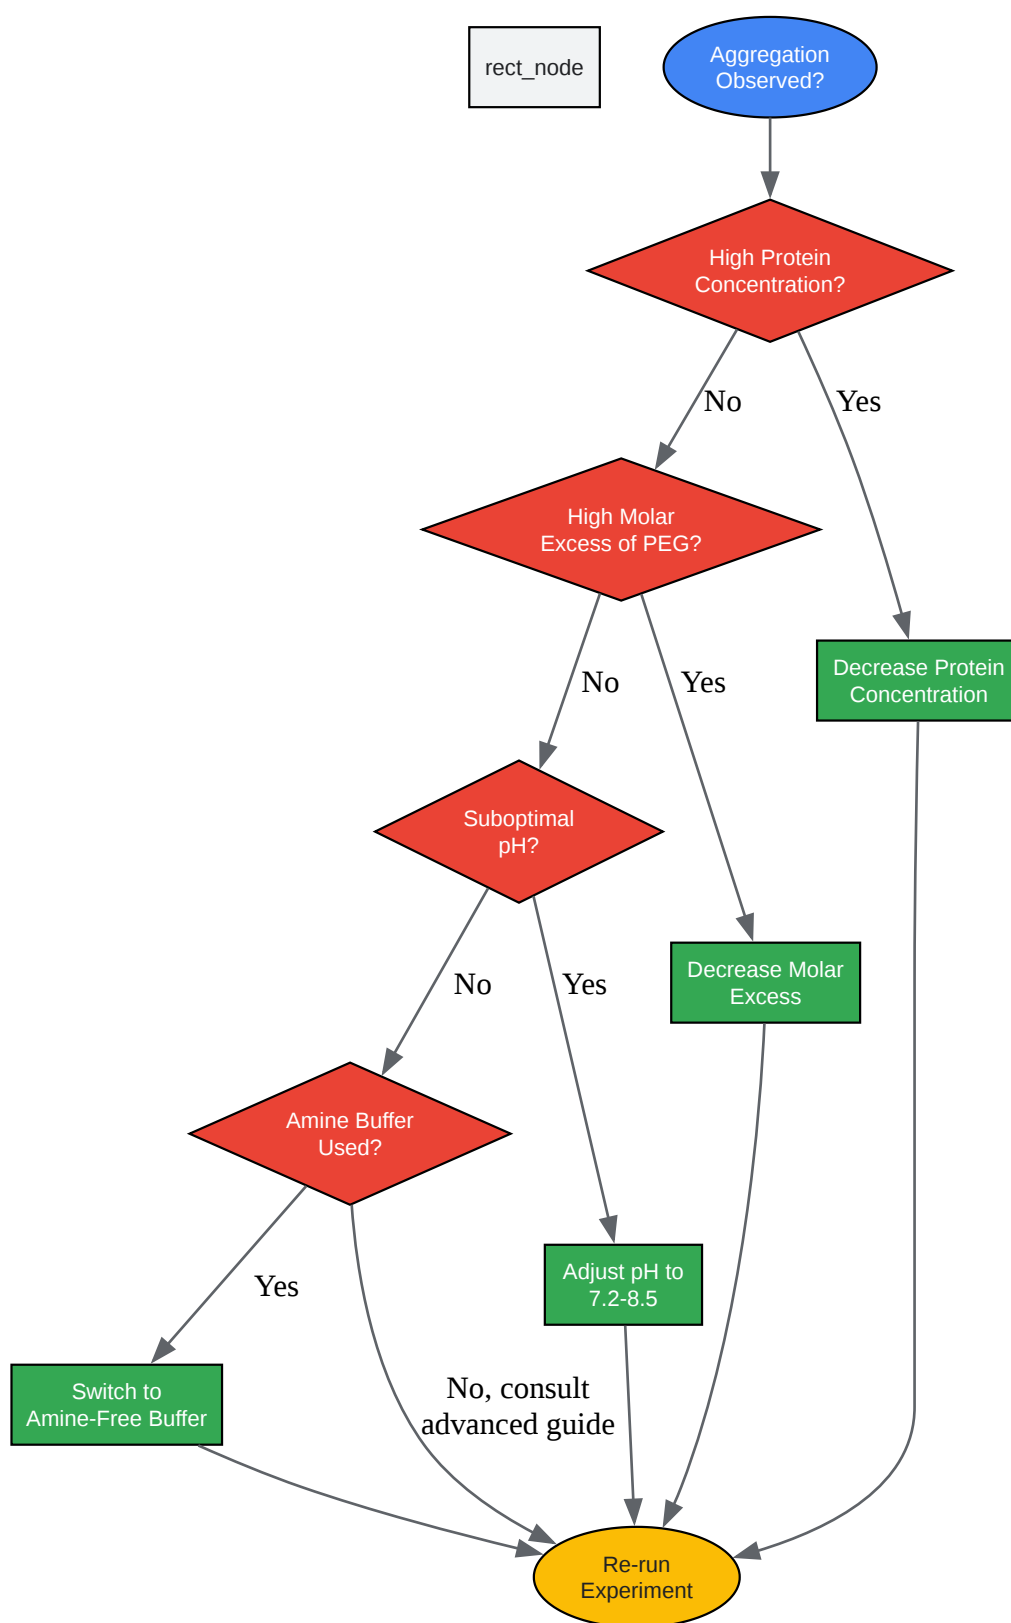 rect_node
Aggregation
Observed?
High Protein
Concentration?
No
Yes
High Molar
Excess of PEG?
No
Yes
Decrease Protein
Concentration
Suboptimal
pH?
No
Yes
Decrease Molar
Excess
Amine Buffer
Used?
Yes
Adjust pH to
7.2-8.5
No, consult
advanced guide
Switch to
Amine-Free Buffer
Re-run
Experiment